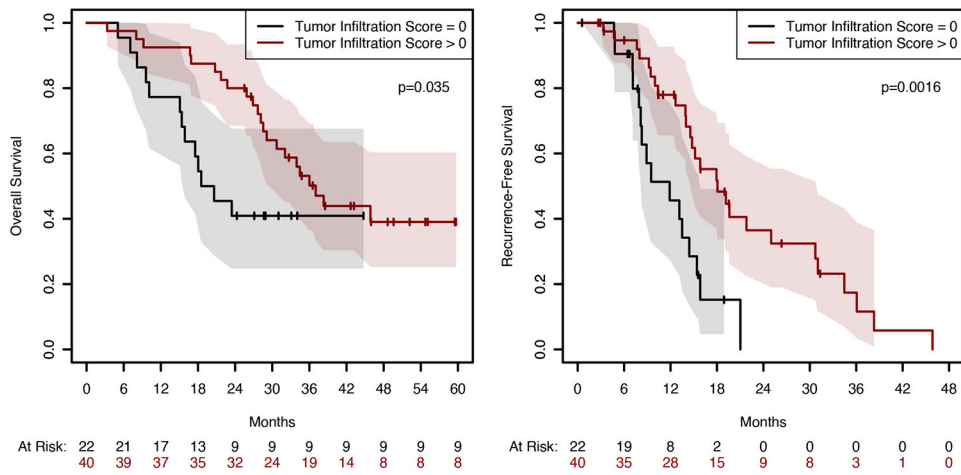 Tumor Infiltration Score = 0
Tumor Infiltration Score > 0
p=0.035
1.0
0.8
0.6
0.4
0.2
0.0
Overall Survival
0 6 12 18 24 30 36 42 48 54 60
Months
At Risk: 22 21 17 13 9 9 9 9 9 9 9
40 39 37 35 32 24 19 14 8 8 8
Tumor Infiltration Score = 0
Tumor Infiltration Score > 0
p=0.0016
1.0
0.8
0.6
0.4
0.2
0.0
Recurrence-Free Survival
0 6 12 18 24 30 36 42 48
Months
At Risk: 22 19 8 2 0 0 0 0 0
40 35 28 15 9 8 3 1 0